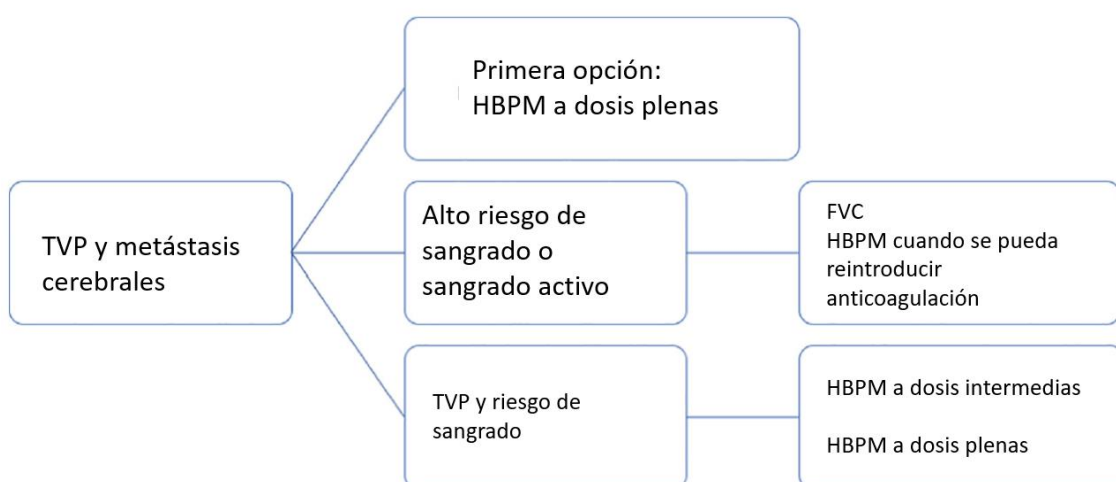 Primera opción:
HBPM a dosis plenas
TVP y metástasis
cerebrales
Alto riesgo de
sangrado o
sangrado activo
FVC
HBPM cuando se pueda
reintroducir
anticoagulación
TVP y riesgo de
sangrado
HBPM a dosis intermedias
HBPM a dosis plenas